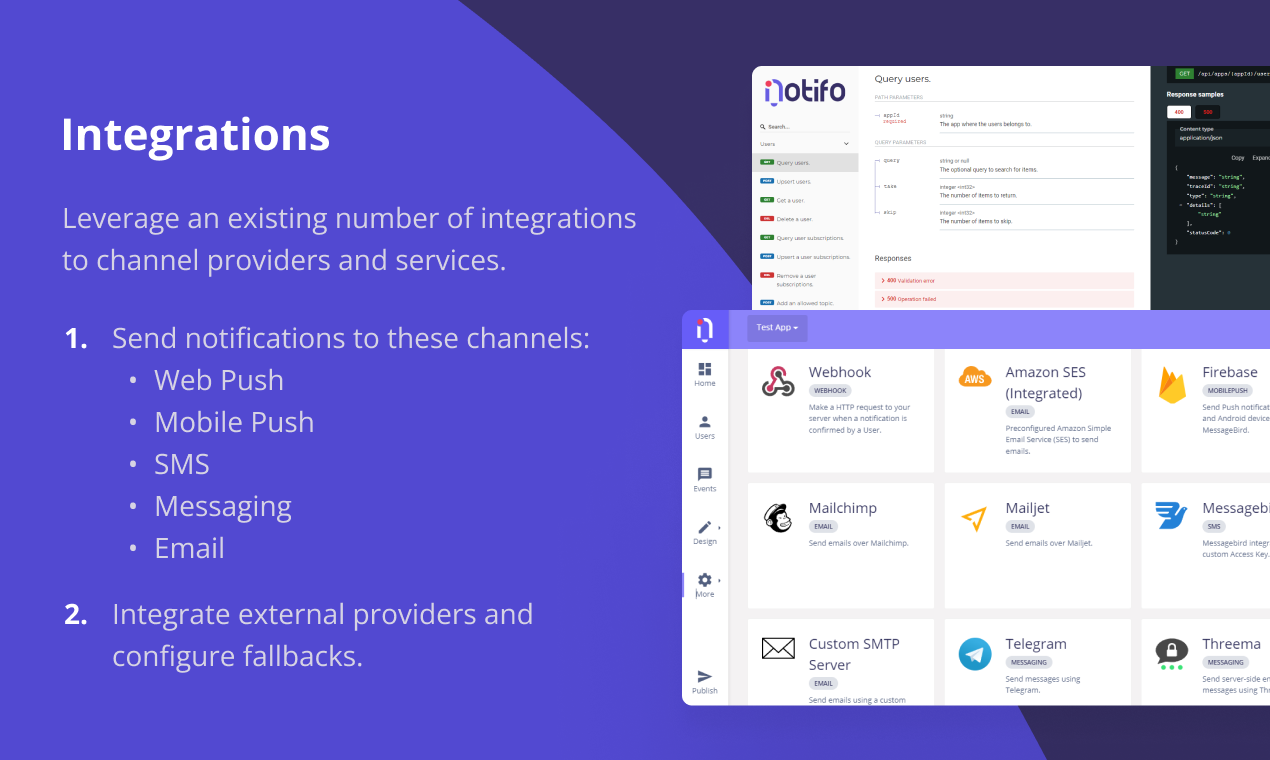 Integrations
Leverage an existing number of integrations
to channel providers and services.
1. Send notifications to these channels:
• Web Push
• Mobile Push
• SMS
• Messaging
• Email
2. Integrate external providers and
configure fallbacks.
notifo
Search...
Users
GET Query users.
POST Upsert users.
GET Get a user.
DEL Delete a user.
GET Query user subscriptions.
POST Upsert a user subscriptions.
DEL Remove a user
subscriptions.
POST Add an allowed topic.
Query users.
PATH PARAMETERS
appId string
required The app where the users belongs to.
QUERY PARAMETERS
query string or null
The optional query to search for items.
take integer <int32>
The number of items to return.
skip integer <int32>
The number of items to skip.
Responses
> 400 Validation error
> 500 Operation failed
GET /api/apps/{appId}/user
Response samples
400 500
Content type
application/json
Copy Expand
{
"message": "string",
"traceId": "string",
"type": "string",
- "details": [
"string"
],
"statusCode": 0
}
Test App
Home
Users
Events
Design
More
Publish
Webhook
WEBHOOK
Make a HTTP request to your
server when a notification is
confirmed by a User.
AWS
Amazon SES
(Integrated)
EMAIL
Preconfigured Amazon Simple
Email Service (SES) to send
emails.
Firebase
MOBILEPUSH
Send Push notificat
and Android device
MessageBird.
Mailchimp
EMAIL
Send emails over Mailchimp.
Mailjet
EMAIL
Send emails over Mailjet.
Messagebi
SMS
Messagebird integr
custom Access Key.
Custom SMTP
Server
EMAIL
Send emails using a custom
Telegram
MESSAGING
Send messages using
Telegram.
Threema
MESSAGING
Send server-side en
messages using Thr